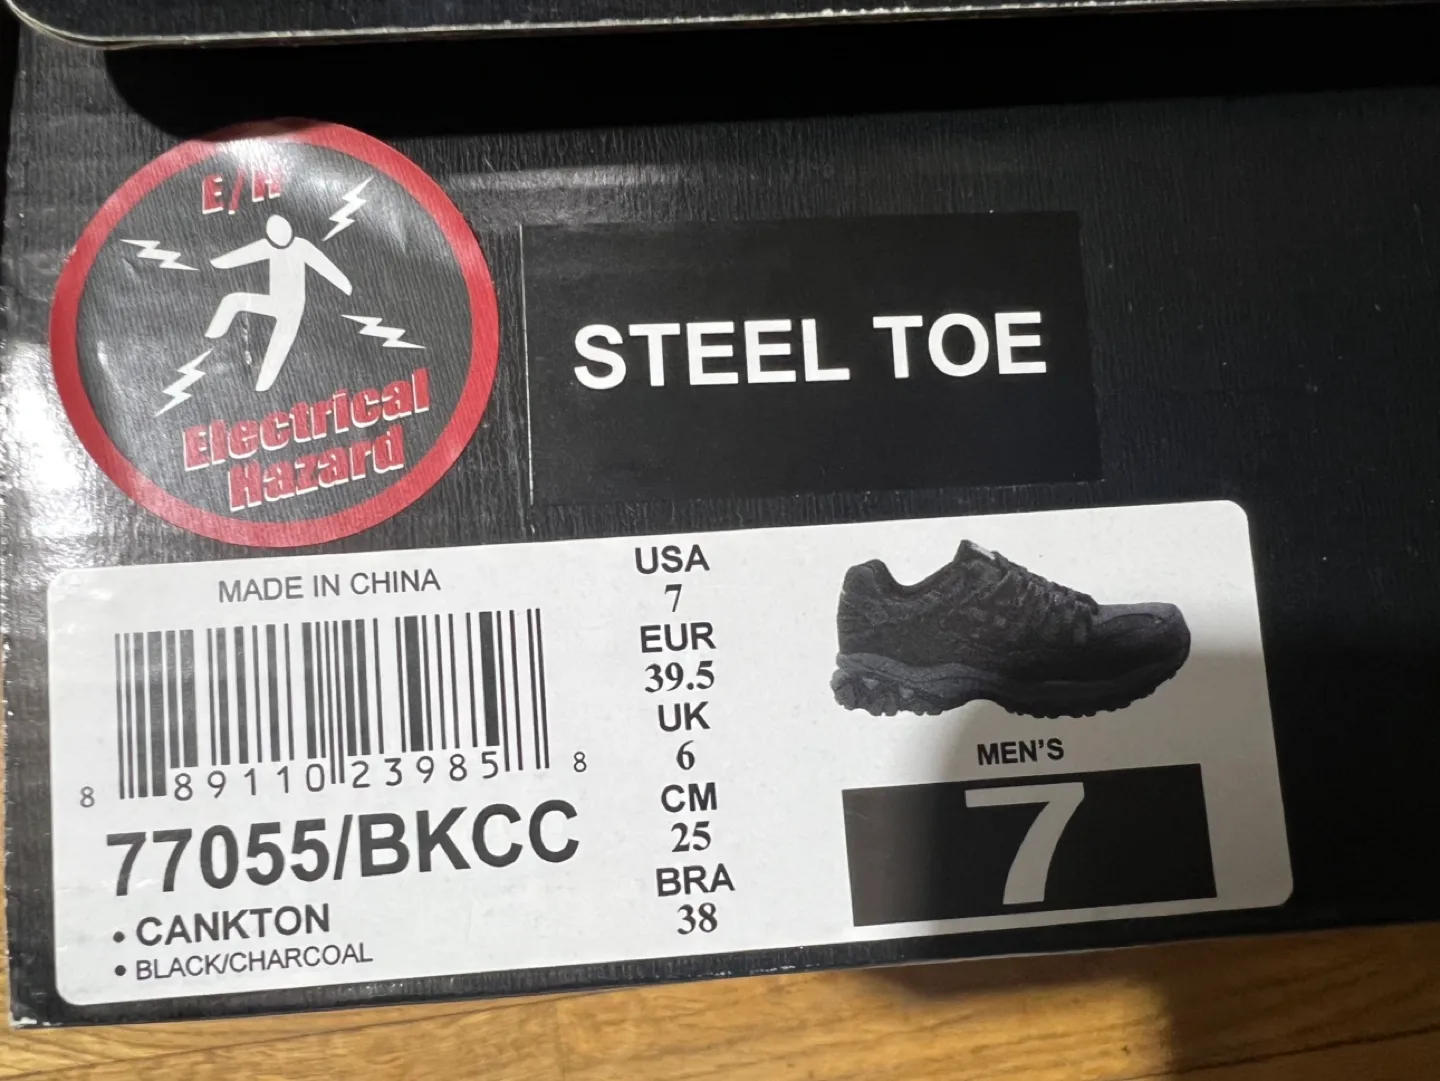 E/H
Electrical
Hazard
STEEL TOE
MADE IN CHINA
8 89110 23985 8
77055/BKCC
• CANKTON
• BLACK/CHARCOAL
USA
7
EUR
39.5
UK
6
CM
25
BRA
38
MEN'S
7